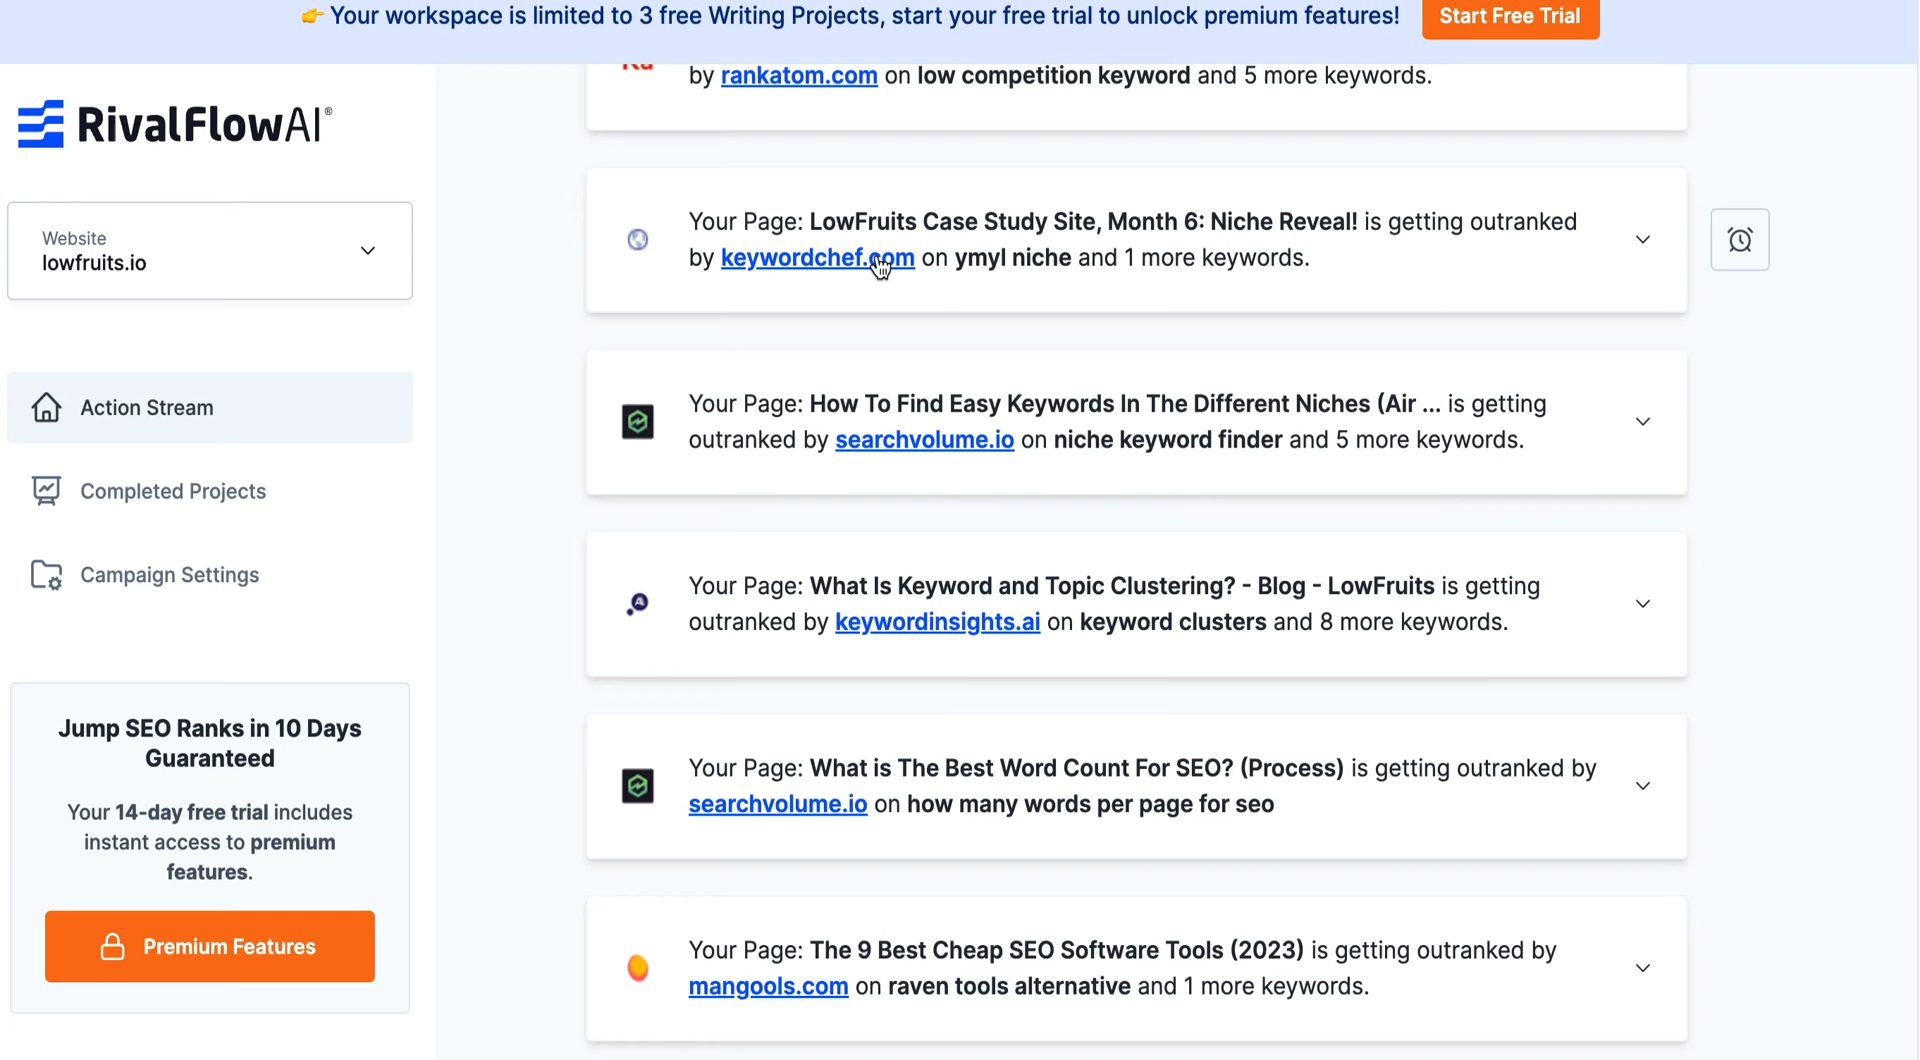 👉 Your workspace is limited to 3 free Writing Projects, start your free trial to unlock premium features!
Start Free Trial
RivalFlowAI®
Website
lowfruits.io
Action Stream
Completed Projects
Campaign Settings
Jump SEO Ranks in 10 Days
Guaranteed
Your 14-day free trial includes
instant access to premium
features.
Premium Features
by rankatom.com on low competition keyword and 5 more keywords.
Your Page: LowFruits Case Study Site, Month 6: Niche Reveal! is getting outranked
by keywordchef.com on ymyl niche and 1 more keywords.
Your Page: How To Find Easy Keywords In The Different Niches (Air ... is getting
outranked by searchvolume.io on niche keyword finder and 5 more keywords.
Your Page: What Is Keyword and Topic Clustering? - Blog - LowFruits is getting
outranked by keywordinsights.ai on keyword clusters and 8 more keywords.
Your Page: What is The Best Word Count For SEO? (Process) is getting outranked by
searchvolume.io on how many words per page for seo
Your Page: The 9 Best Cheap SEO Software Tools (2023) is getting outranked by
mangools.com on raven tools alternative and 1 more keywords.